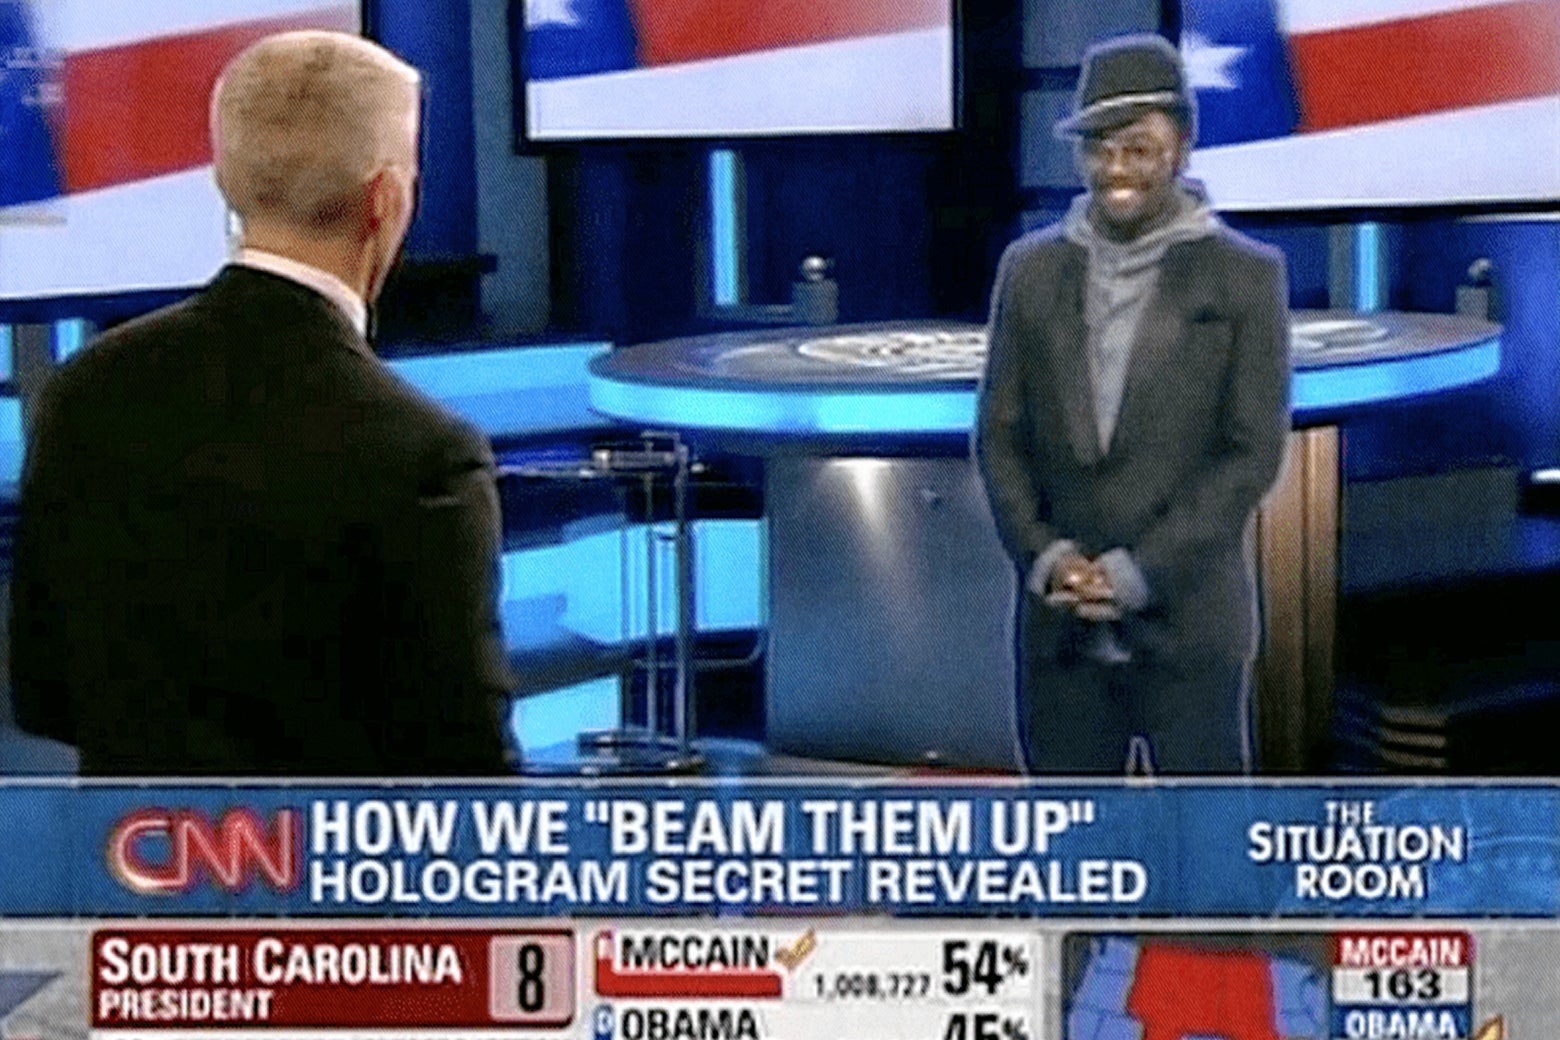 CNN
HOW WE "BEAM THEM UP"
HOLOGRAM SECRET REVEALED
THE
SITUATION
ROOM
SOUTH CAROLINA
PRESIDENT
8
R MCCAIN
1,008,727 54%
D OBAMA
45%
MCCAIN
163
OBAMA